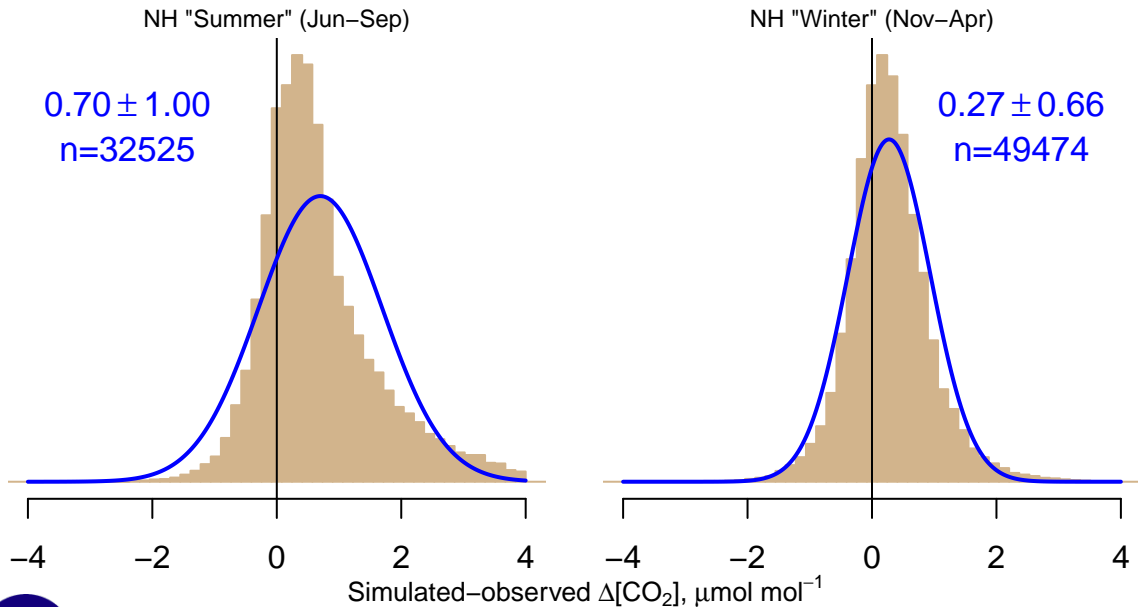 NH "Summer" (Jun−Sep)
0.70 ± 1.00
n=32525
−4 −2 0 2 4
NH "Winter" (Nov−Apr)
0.27 ± 0.66
n=49474
−4 −2 0 2 4
Simulated−observed Δ[CO₂], μmol mol⁻¹